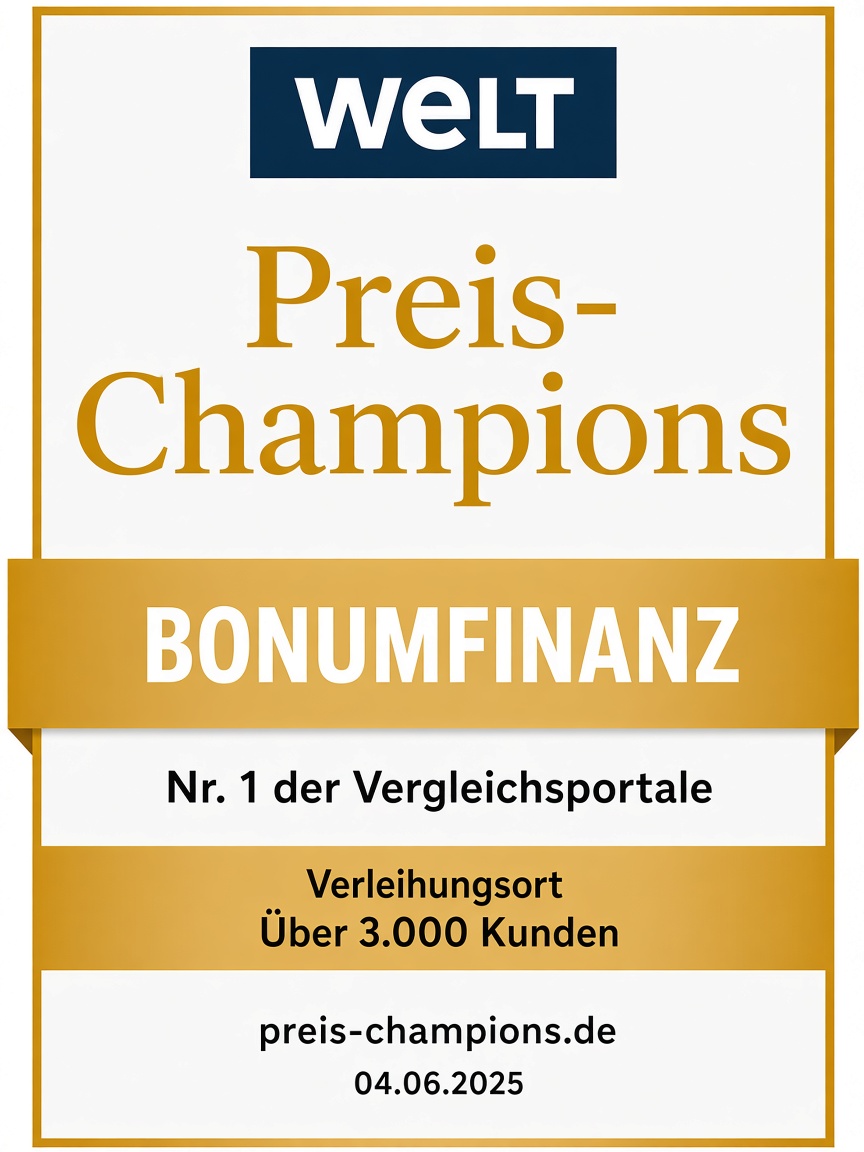 WELT
Preis-
Champions
BONUMFINANZ
Nr. 1 der Vergleichsportale
Verleihungsort
Über 3.000 Kunden
preis-champions.de
04.06.2025